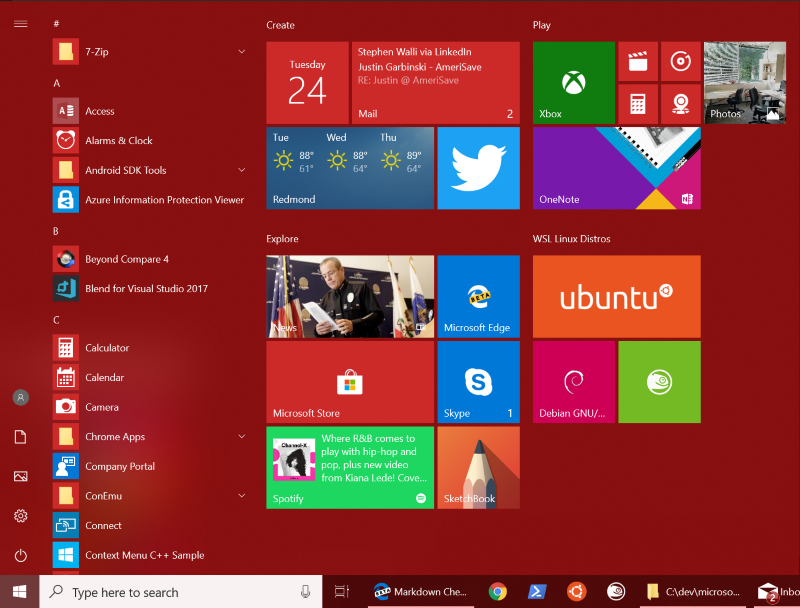 #
7-Zip
A
Access
Alarms & Clock
Android SDK Tools
Azure Information Protection Viewer
B
Beyond Compare 4
Blend for Visual Studio 2017
C
Calculator
Calendar
Camera
Chrome Apps
Company Portal
ConEmu
Connect
Context Menu C++ Sample
Create
Tuesday
24
Stephen Walli via LinkedIn
Justin Garbinski - AmeriSave
RE: Justin @ AmeriSave
Mail 2
Tue Wed Thu
88° 88° 89°
61° 64° 64°
Redmond
Play
Xbox
Photos
OneNote
Explore
News
BETA
Microsoft Edge
Microsoft Store
Skype 1
Channel-X
Where R&B comes to
play with hip-hop and
pop, plus new video
from Kiana Lede! Cove...
Spotify
SketchBook
WSL Linux Distros
ubuntu
Debian GNU/...
Type here to search
BETA
Markdown Che...
C:\dev\microso...
2
Inbo